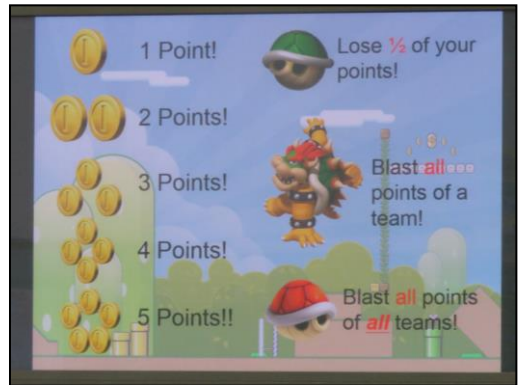 1 Point!
2 Points!
3 Points!
4 Points!
5 Points!!
Lose ½ of your
points!
Blast all
points of a
team!
Blast all points
of all teams!